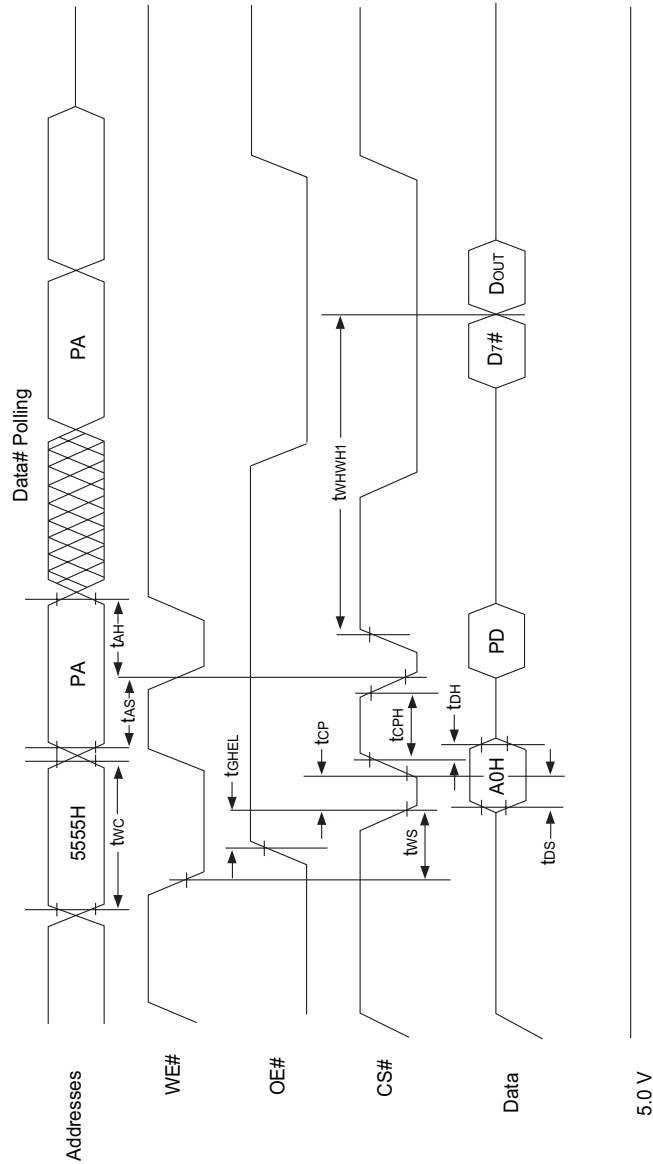 Data# Polling
Addresses
5555H
PA
PA
tWC
tAS
tAH
WE#
OE#
tGHEL
CS#
tWS
tCP
tCPH
tWHWH1
tDH
Data
A0H
PD
D7#
DOUT
tDS
5.0 V